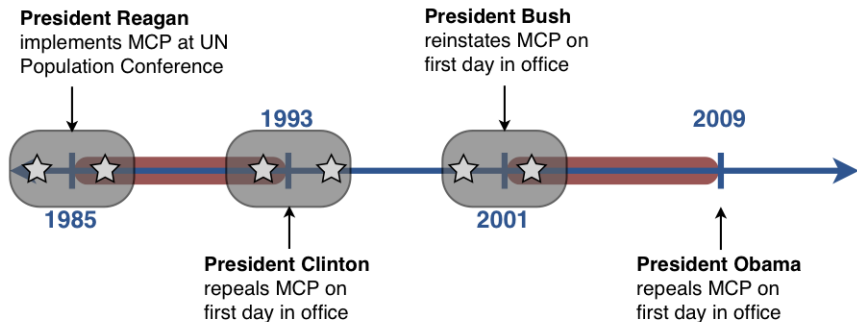 President Reagan
implements MCP at UN
Population Conference
President Bush
reinstates MCP on
first day in office
1993
2009
1985
2001
President Clinton
repeals MCP on
first day in office
President Obama
repeals MCP on
first day in office